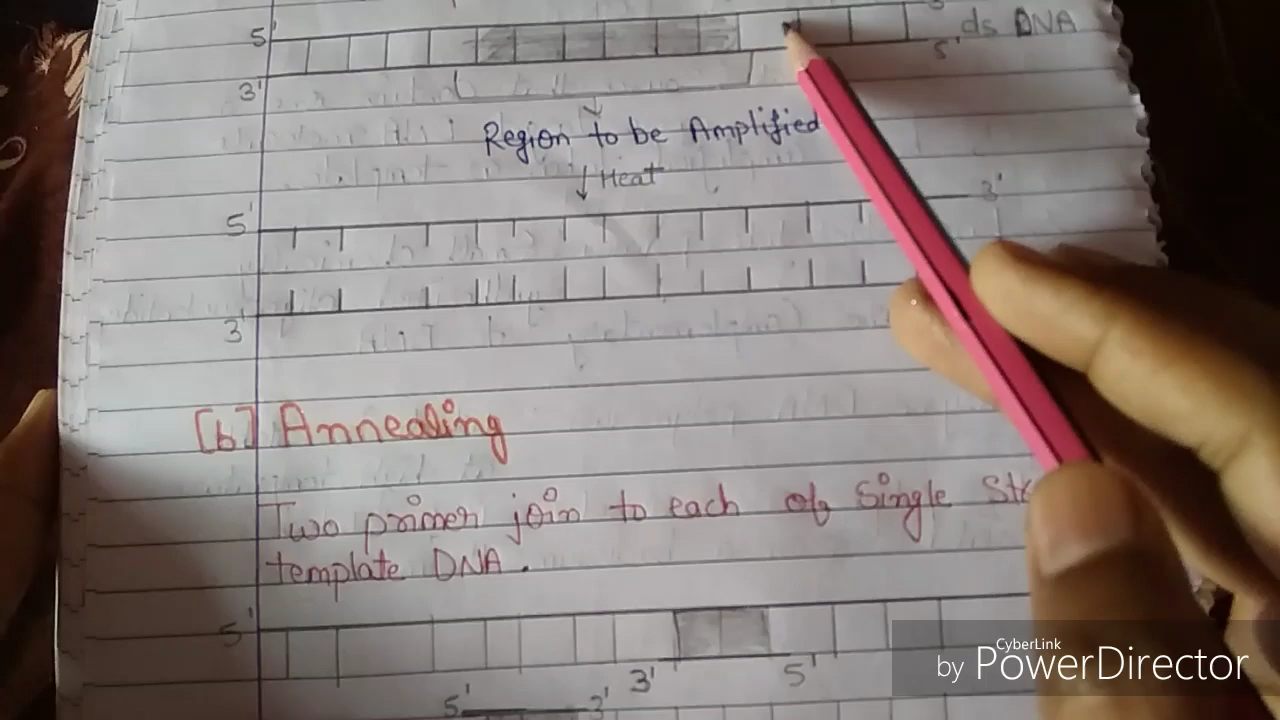 5' ds DNA
3' 5'
Region to be Amplified
↓ Heat
5' 3'
3'
[b] Annealing
Two primer join to each of single
template DNA.
5'
3' 5'
5' 3'
CyberLink
by PowerDirector